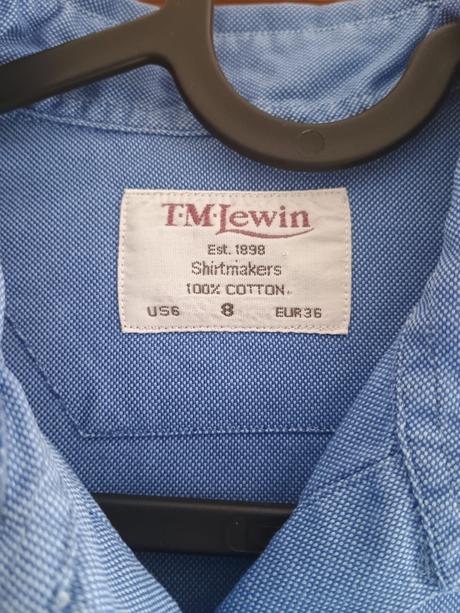 T·M·Lewin
Est. 1898
Shirtmakers
100% COTTON
US6 8 EUR36